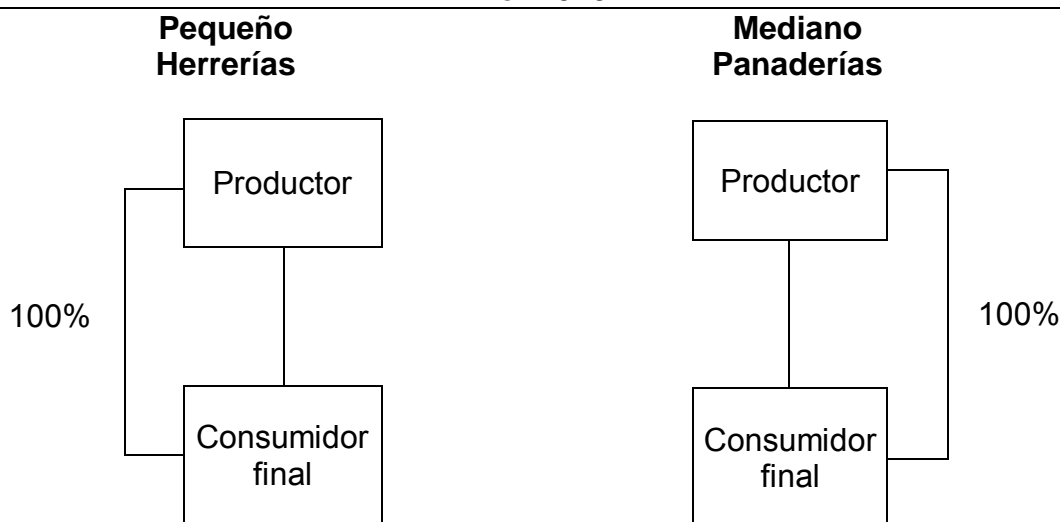 Pequeño
Herrerías
Mediano
Panaderías
Productor
Productor
100%
100%
Consumidor
final
Consumidor
final